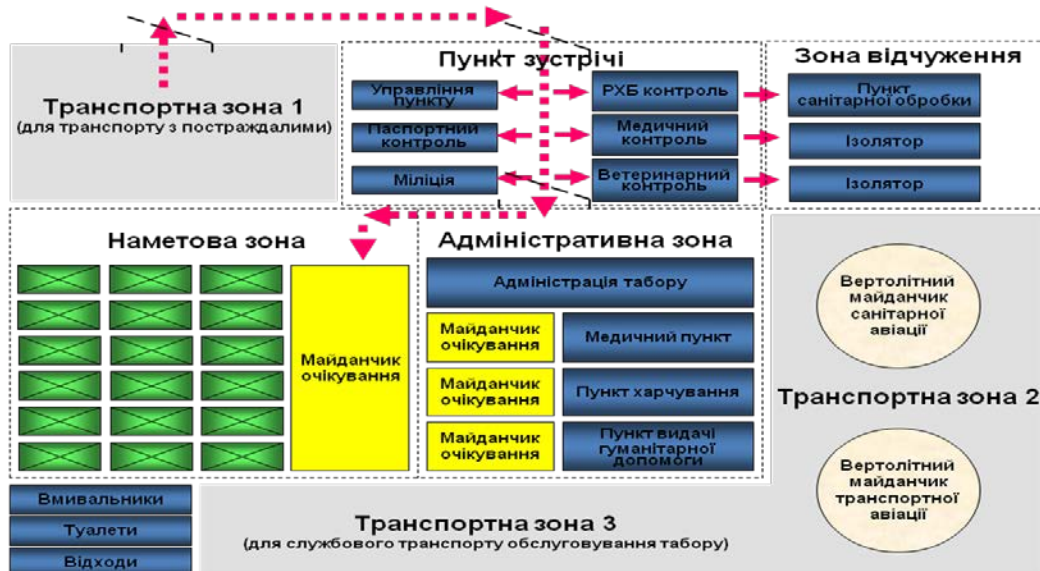 Транспортна зона 1
(для транспорту з постраждалими)
Пункт зустрічі
Управління
пункту
РХБ контроль
Паспортний
контроль
Медичний
контроль
Міліція
Ветеринарний
контроль
Зона відчуження
Пункт
санітарної обробки
Ізолятор
Ізолятор
Наметова зона
Майданчик
очікування
Адміністративна зона
Адміністрація табору
Майданчик
очікування
Медичний пункт
Майданчик
очікування
Пункт харчування
Майданчик
очікування
Пункт видачі
гуманітарної
допомоги
Вертолітний
майданчик
санітарної
авіації
Транспортна зона 2
Вертолітний
майданчик
транспортної
авіації
Вмивальники
Туалети
Відходи
Транспортна зона 3
(для службового транспорту обслуговування табору)